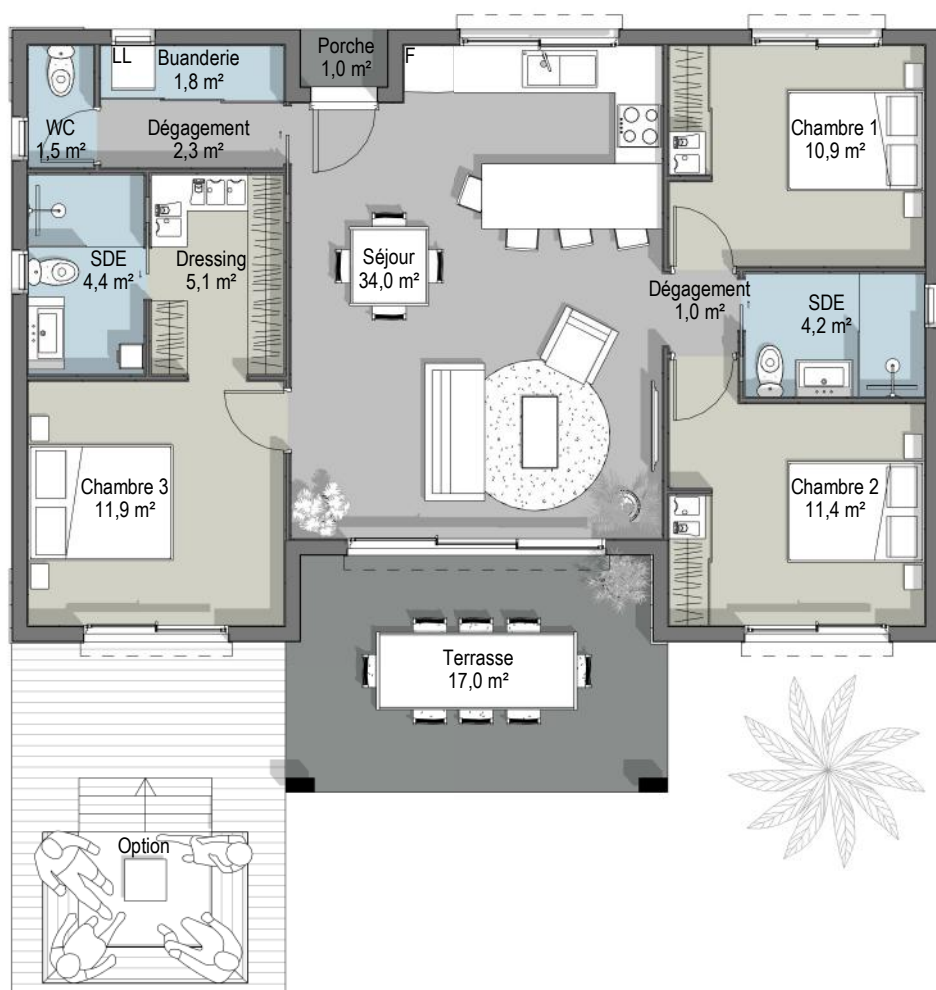 LL
Buanderie
1,8 m²
Porche
1,0 m²
F
WC
1,5 m²
Dégagement
2,3 m²
Chambre 1
10,9 m²
SDE
4,4 m²
Dressing
5,1 m²
Séjour
34,0 m²
Dégagement
1,0 m²
SDE
4,2 m²
Chambre 3
11,9 m²
Chambre 2
11,4 m²
Terrasse
17,0 m²
Option